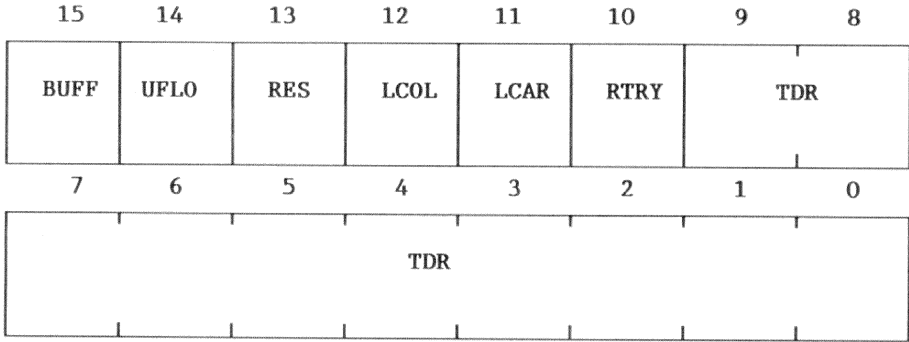 15 14 13 12 11 10 9 8
BUFF UFLO RES LCOL LCAR RTRY TDR
7 6 5 4 3 2 1 0
TDR